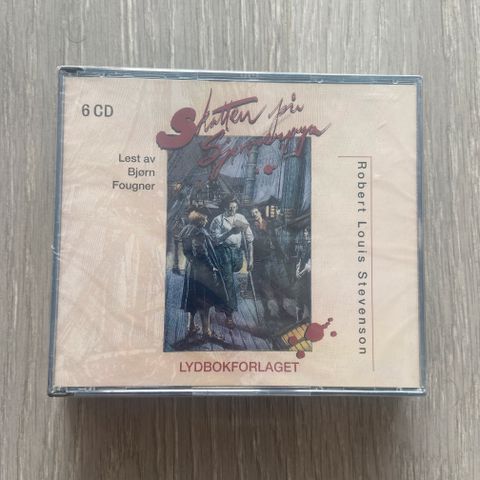 6 CD
Skatten på
Sjørøverøya
Lest av
Bjørn
Fougner
Robert Louis Stevenson
LYDBOKFORLAGET